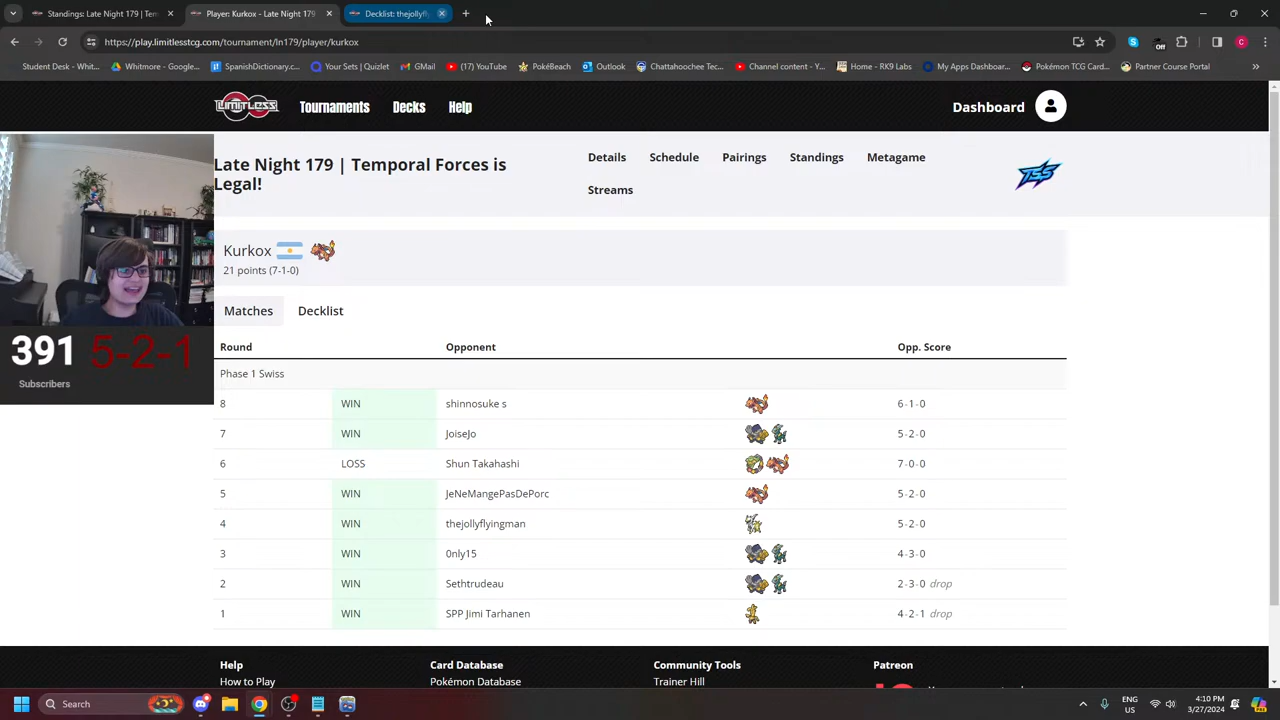 Standings: Late Night 179 | Tem
Player: Kurkox - Late Night 179
Decklist: thejollyfl
https://play.limitlesstcg.com/tournament/ln179/player/kurkox
Off
Student Desk - Whit...
Whitmore - Google...
SpanishDictionary.c...
Your Sets | Quizlet
GMail
(17) YouTube
PokéBeach
Outlook
Chattahoochee Tec...
Channel content - Y...
Home - RK9 Labs
My Apps Dashboar...
Pokémon TCG Card...
Partner Course Portal
LIMITLESS
Tournaments
Decks
Help
Dashboard
Late Night 179 | Temporal Forces is
Legal!
Details
Schedule
Pairings
Standings
Metagame
Streams
TSS
Kurkox
21 points (7-1-0)
Matches
Decklist
391 5-2-1
Subscribers
Round Opponent Opp. Score
Phase 1 Swiss
8 WIN shinnosuke s 6-1-0
7 WIN JoiseJo 5-2-0
6 LOSS Shun Takahashi 7-0-0
5 WIN JeNeMangePasDePorc 5-2-0
4 WIN thejollyflyingman 5-2-0
3 WIN 0nly15 4-3-0
2 WIN Sethtrudeau 2-3-0 drop
1 WIN SPP Jimi Tarhanen 4-2-1 drop
Help Card Database Community Tools Patreon
How to Play Pokémon Database Trainer Hill
Search
ENG
US
4:10 PM
3/27/2024